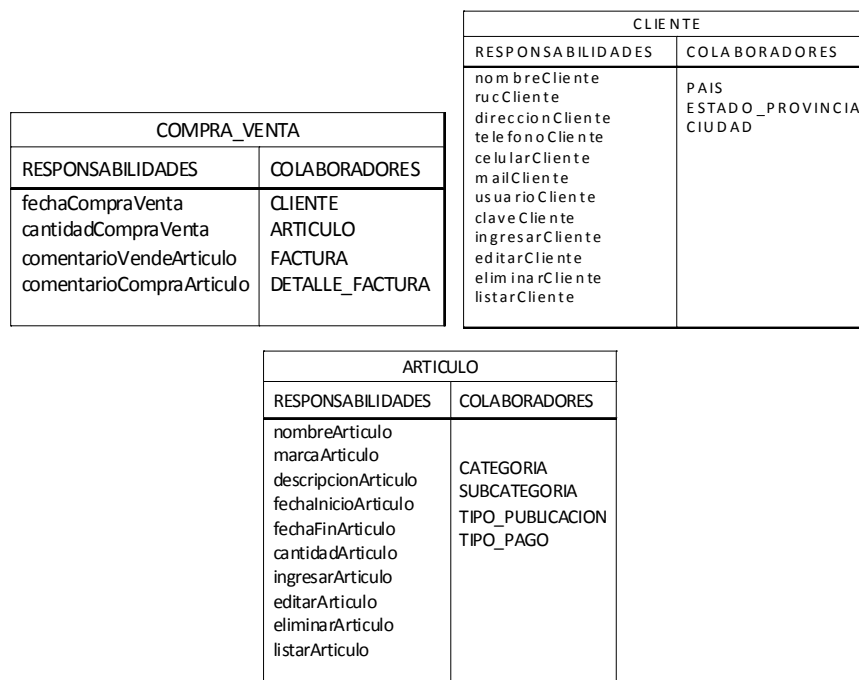 COMPRA_VENTA
RESPONSABILIDADES COLABORADORES
fechaCompraVenta CLIENTE
cantidadCompraVenta ARTICULO
comentarioVendeArticulo FACTURA
comentarioCompraArticulo DETALLE_FACTURA
CLIENTE
RESPONSABILIDADES COLABORADORES
nombreCliente
rucCliente PAIS
direccionCliente ESTADO_PROVINCIA
telefonoCliente CIUDAD
celularCliente
mailCliente
usuarioCliente
claveCliente
ingresarCliente
editarCliente
eliminarCliente
listarCliente
ARTICULO
RESPONSABILIDADES COLABORADORES
nombreArticulo
marcaArticulo
descripcionArticulo CATEGORIA
fechaInicioArticulo SUBCATEGORIA
fechaFinArticulo TIPO_PUBLICACION
cantidadArticulo TIPO_PAGO
ingresarArticulo
editarArticulo
eliminarArticulo
listarArticulo